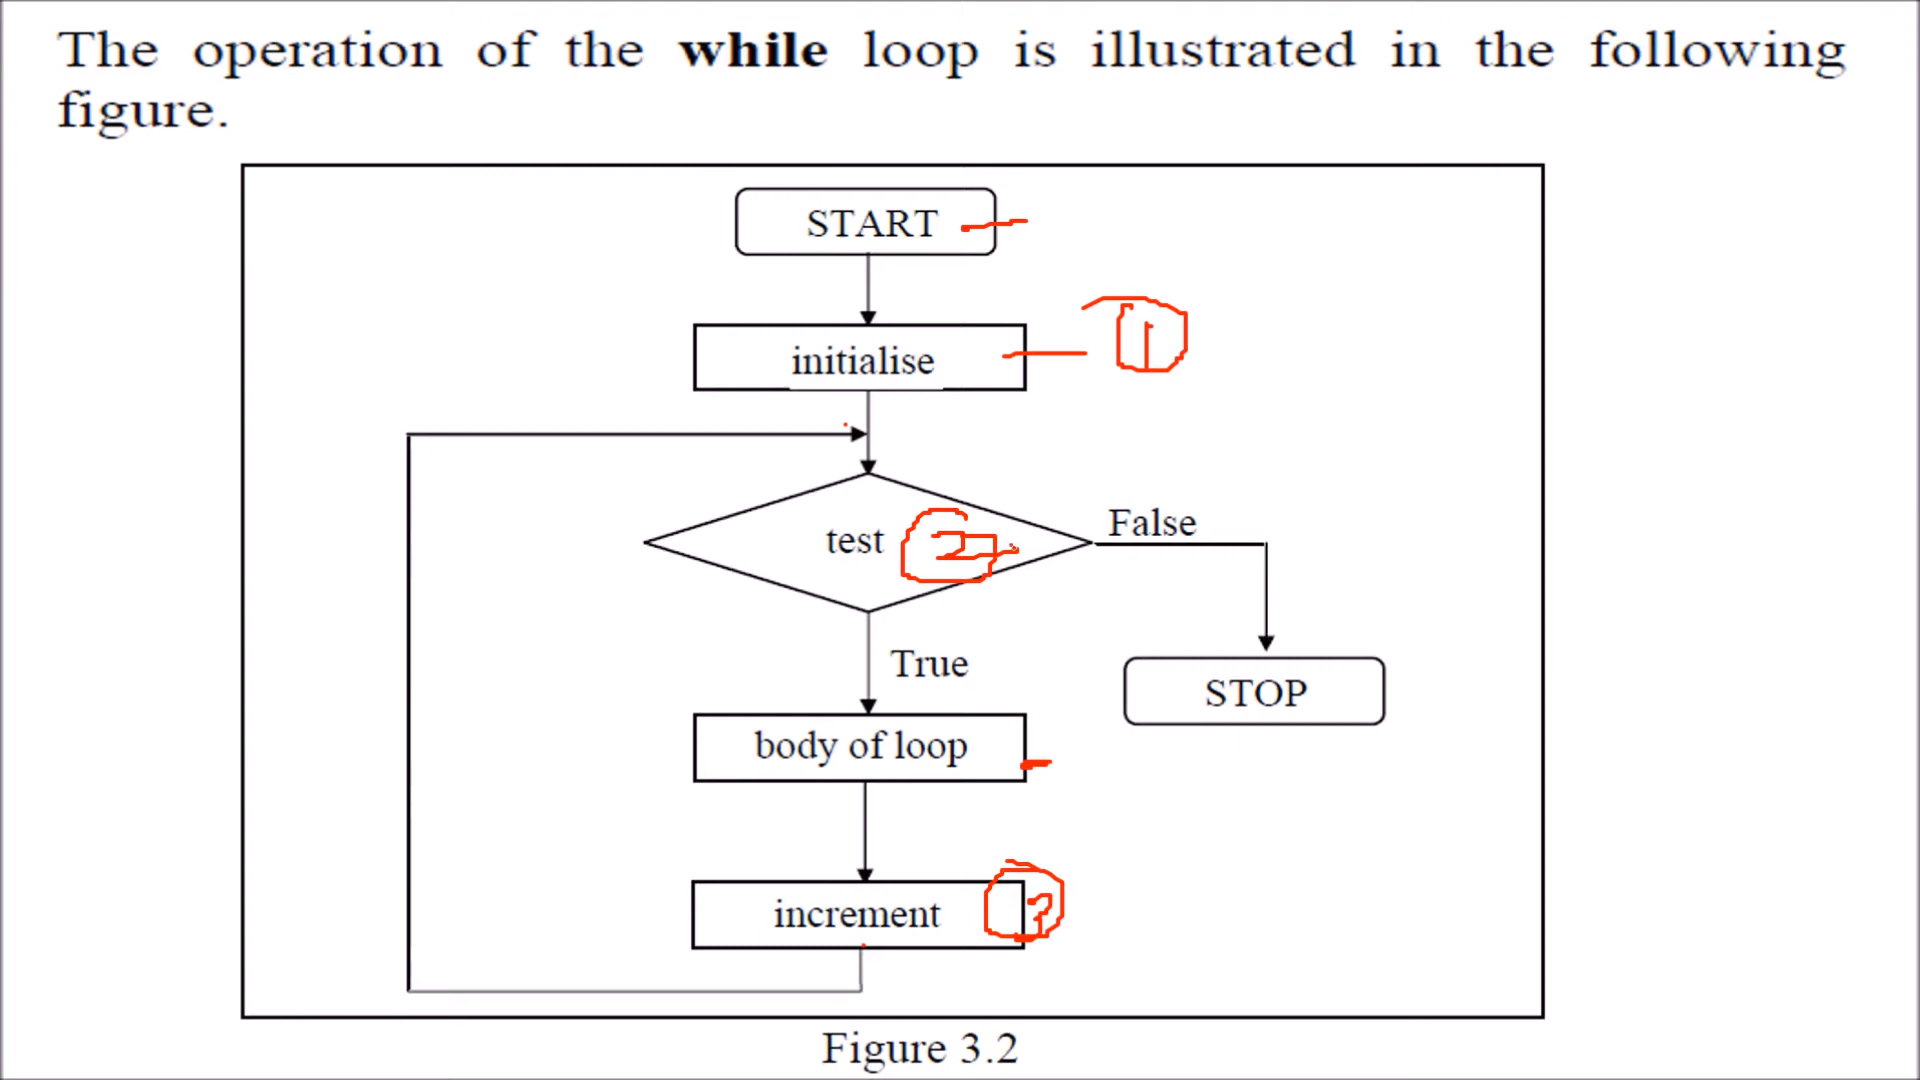 The operation of the while loop is illustrated in the following
figure.
START
initialise
1
test
2
False
True
STOP
body of loop
increment
3
Figure 3.2